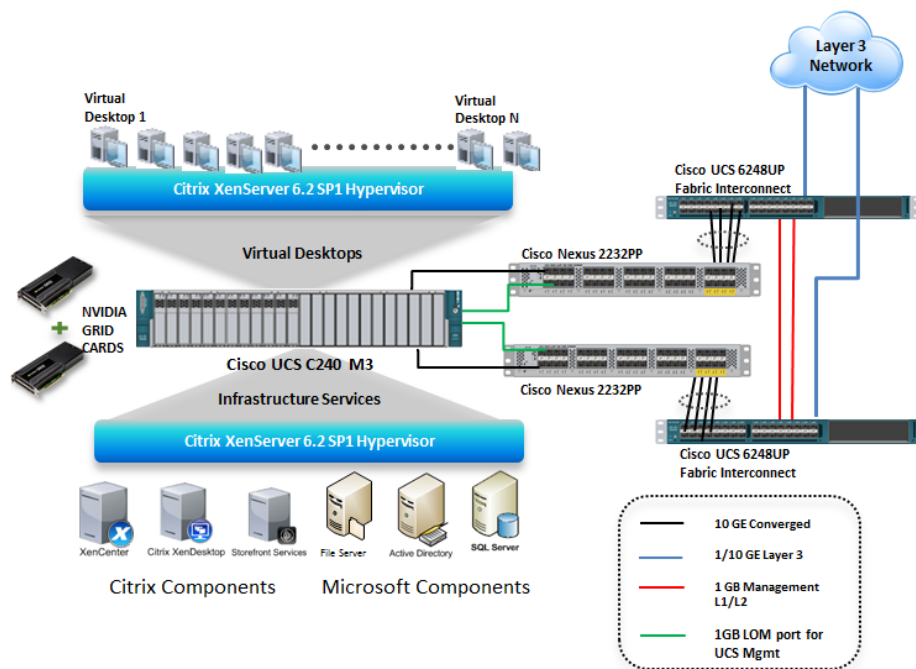 Layer 3
Network
Virtual
Desktop 1
Virtual
Desktop N
Citrix XenServer 6.2 SP1 Hypervisor
Cisco UCS 6248UP
Fabric Interconnect
Virtual Desktops
Cisco Nexus 2232PP
NVIDIA
GRID
CARDS
Cisco UCS C240 M3
Cisco Nexus 2232PP
Infrastructure Services
Citrix XenServer 6.2 SP1 Hypervisor
Cisco UCS 6248UP
Fabric Interconnect
XenCenter
Citrix XenDesktop
Storefront Services
File Server
Active Directory
SQL Server
Citrix Components
Microsoft Components
10 GE Converged
1/10 GE Layer 3
1 GB Management
L1/L2
1GB LOM port for
UCS Mgmt